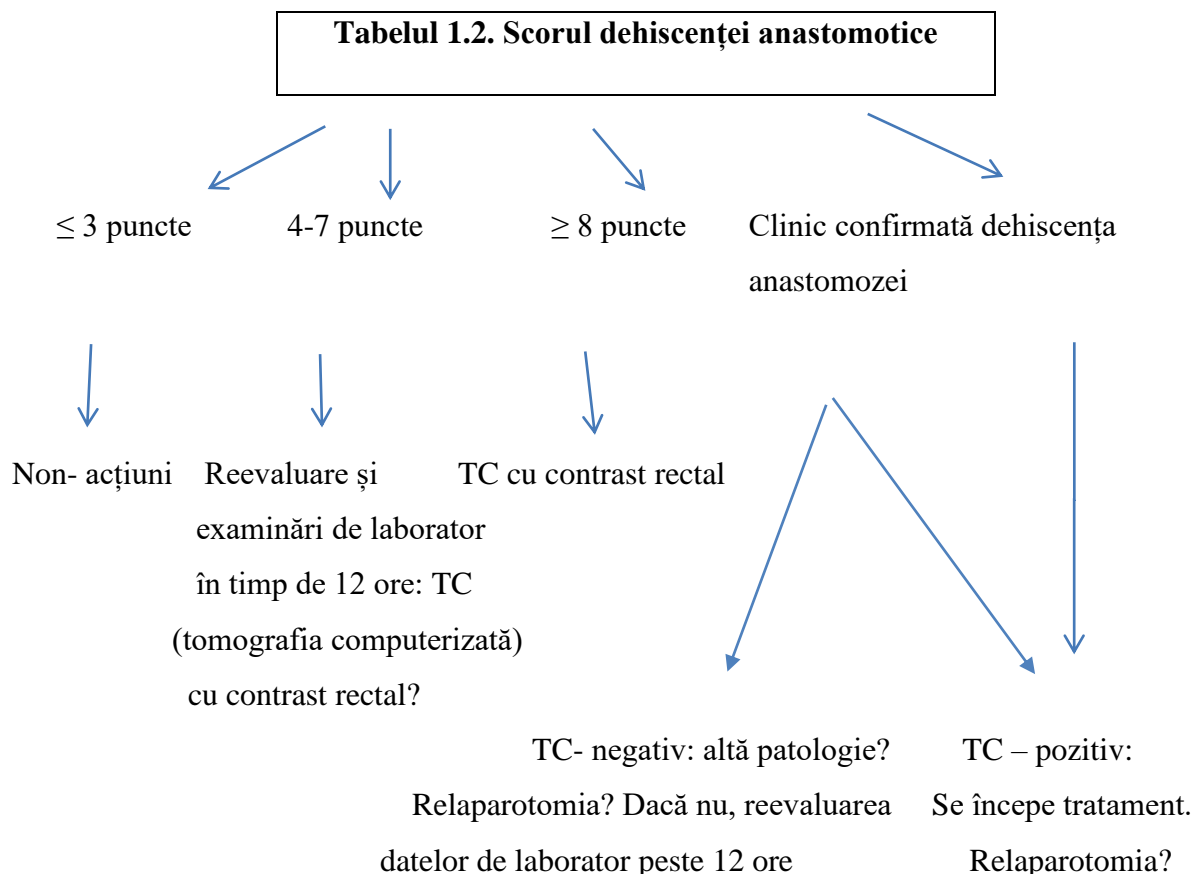 Tabelul 1.2. Scorul dehiscenței anastomotice
≤ 3 puncte
4-7 puncte
≥ 8 puncte
Clinic confirmată dehiscența
anastomozei
Non- acțiuni
Reevaluare și
examinări de laborator
în timp de 12 ore: TC
(tomografia computerizată)
cu contrast rectal?
TC cu contrast rectal
TC- negativ: altă patologie?
Relaparotomia? Dacă nu, reevaluarea
datelor de laborator peste 12 ore
TC – pozitiv:
Se începe tratament.
Relaparotomia?